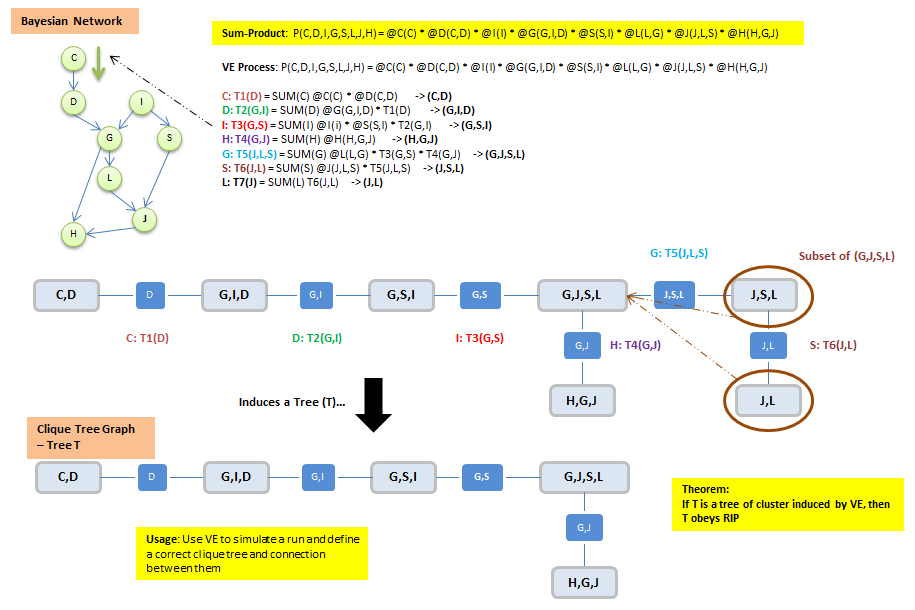 Bayesian Network
C
D
I
G
S
L
J
H
Sum-Product: P(C,D,I,G,S,L,J,H) = @C(C) * @D(C,D) * @I(I) * @G(G,I,D) * @S(S,I) * @L(L,G) * @J(J,L,S) * @H(H,G,J)
VE Process: P(C,D,I,G,S,L,J,H) = @C(C) * @D(C,D) * @I(I) * @G(G,I,D) * @S(S,I) * @L(L,G) * @J(J,L,S) * @H(H,G,J)
C: T1(D) = SUM(C) @C(C) * @D(C,D) -> (C,D)
D: T2(G,I) = SUM(D) @G(G,I,D) * T1(D) -> (G,I,D)
I: T3(G,S) = SUM(I) @I(i) * @S(S,I) * T2(G,I) -> (G,S,I)
H: T4(G,J) = SUM(H) @H(H,G,J) -> (H,G,J)
G: T5(J,L,S) = SUM(G) @L(L,G) * T3(G,S) * T4(G,J) -> (G,J,S,L)
S: T6(J,L) = SUM(S) @J(J,L,S) * T5(J,L,S) -> (J,S,L)
L: T7(J) = SUM(L) T6(J,L) -> (J,L)
G: T5(J,L,S)
Subset of (G,J,S,L)
C,D
D
G,I,D
G,I
G,S,I
G,S
G,J,S,L
J,S,L
J,S,L
C: T1(D)
D: T2(G,I)
I: T3(G,S)
G,J
H: T4(G,J)
J,L
S: T6(J,L)
H,G,J
J,L
Induces a Tree (T)...
Clique Tree Graph
– Tree T
C,D
D
G,I,D
G,I
G,S,I
G,S
G,J,S,L
G,J
H,G,J
Theorem:
If T is a tree of cluster induced by VE, then
T obeys RIP
Usage: Use VE to simulate a run and define
a correct clique tree and connection
between them